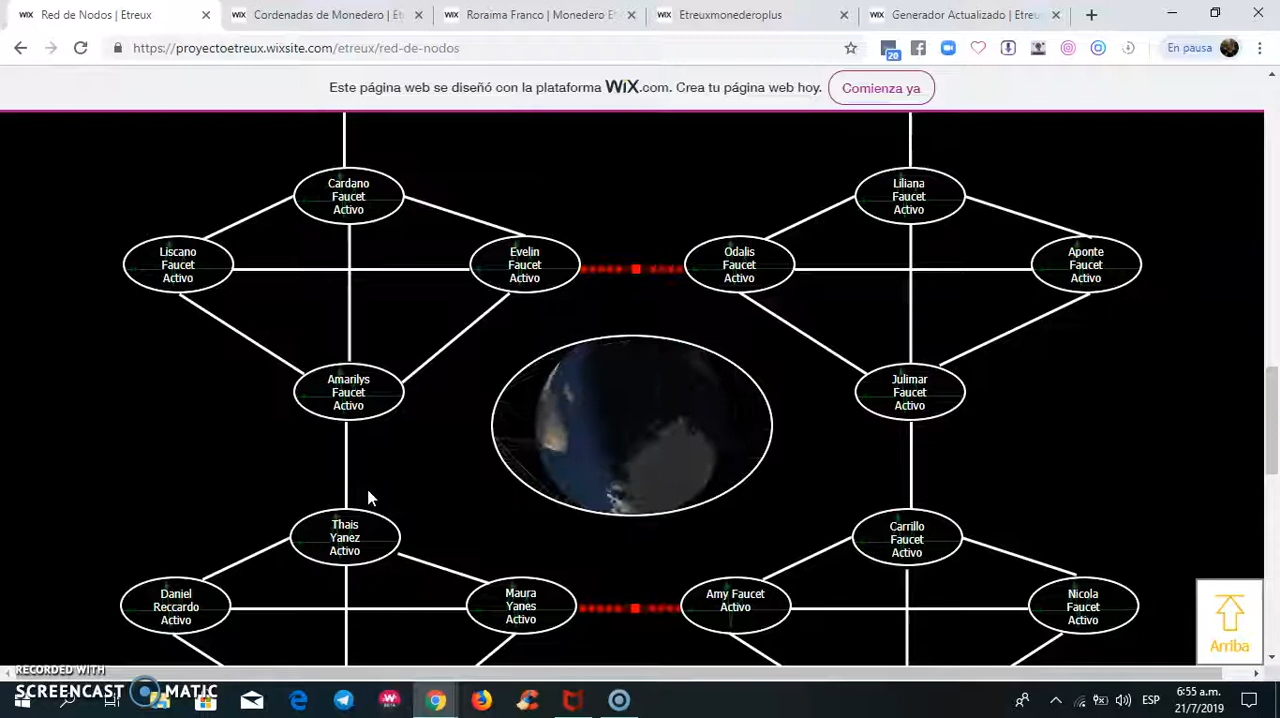 Red de Nodos | Etreux
Cordenadas de Monedero | Et
Roraima Franco | Monedero Et
Etreuxmonederoplus
Generador Actualizado | Etreu
https://proyectoetreux.wixsite.com/etreux/red-de-nodos
20
En pausa
Este página web se diseñó con la plataforma WiX.com. Crea tu página web hoy.
Comienza ya
Cardano
Faucet
Activo
Liliana
Faucet
Activo
Liscano
Faucet
Activo
Evelin
Faucet
Activo
Odalis
Faucet
Activo
Aponte
Faucet
Activo
Amarilys
Faucet
Activo
Julimar
Faucet
Activo
Thais
Yanez
Activo
Carrillo
Faucet
Activo
Daniel
Reccardo
Activo
Maura
Yanes
Activo
Amy Faucet
Activo
Nicola
Faucet
Activo
Arriba
RECORDED WITH
SCREENCAST MATIC
ESP
6:55 a.m.
21/7/2019